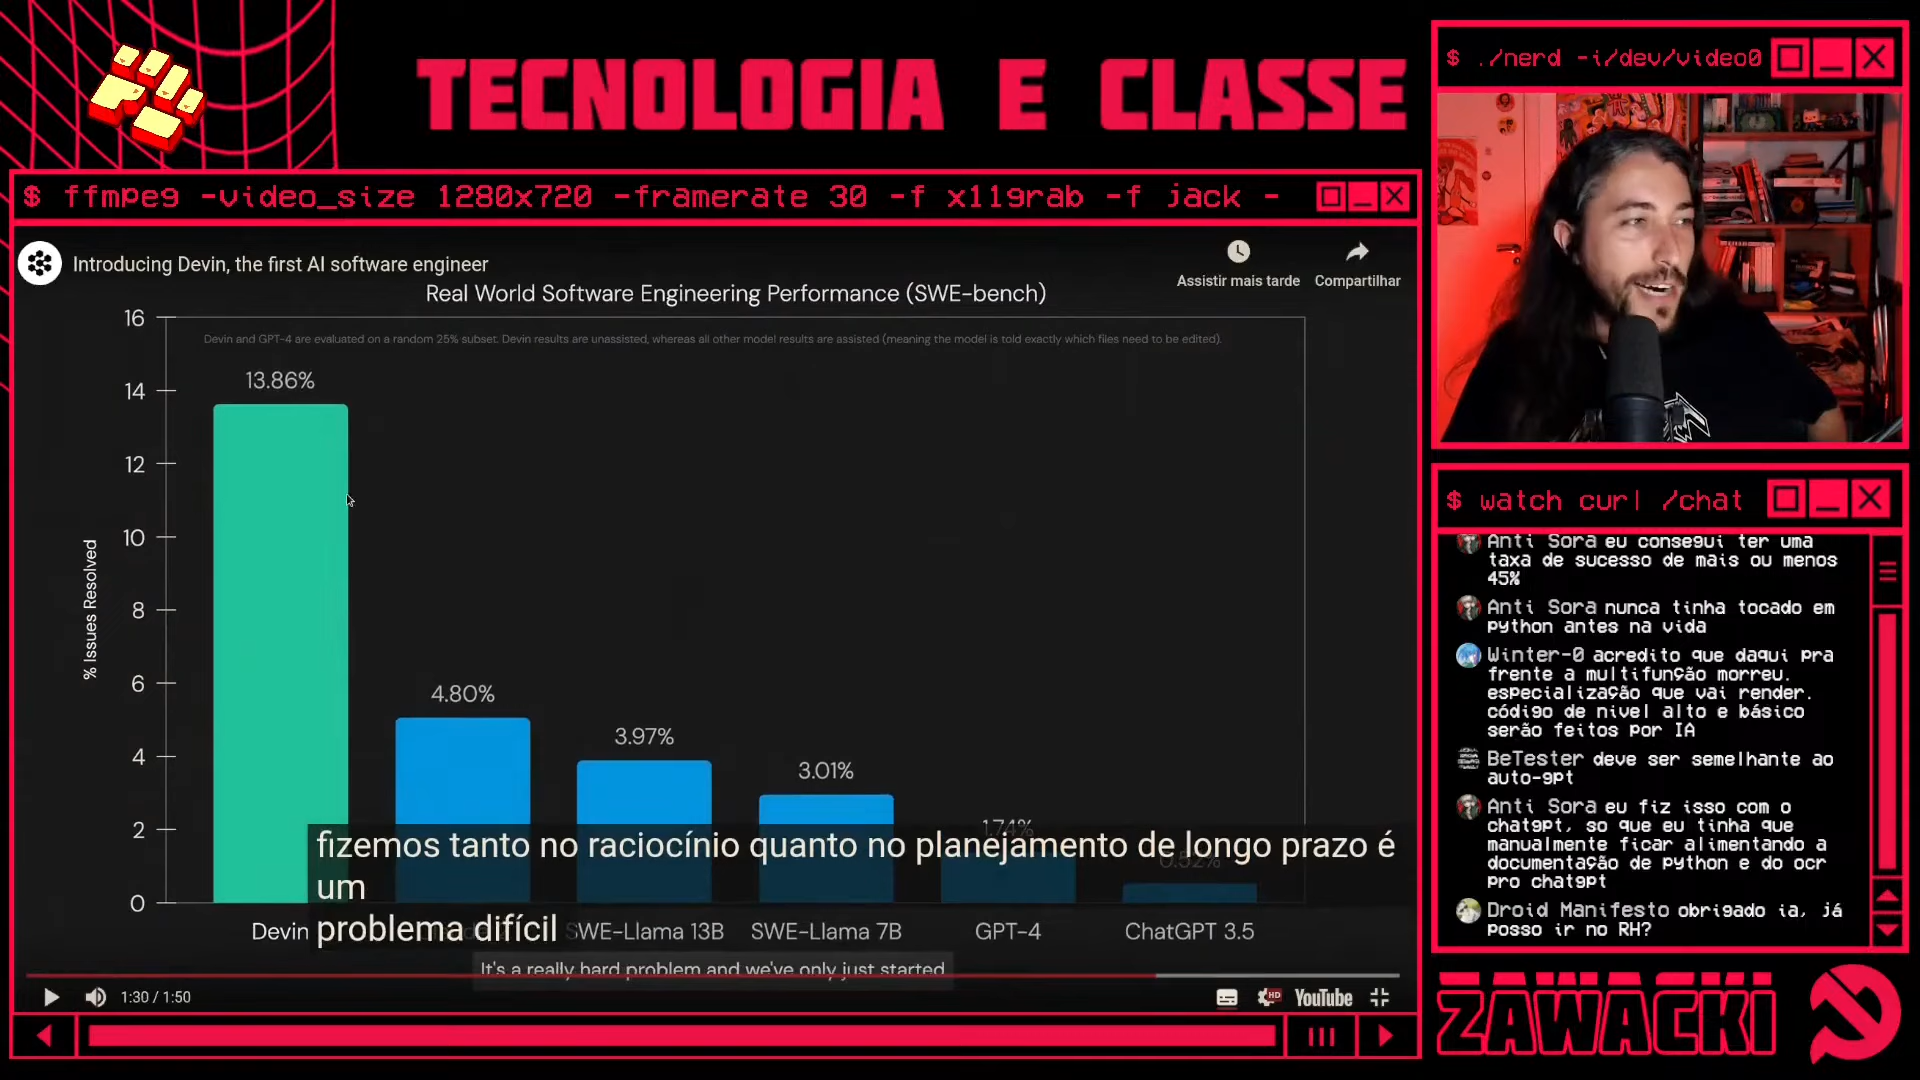 TECNOLOGIA E CLASSE
$ ./nerd -i/dev/video0
$ ffmpeg -video_size 1280x720 -framerate 30 -f x11grab -f jack -
Introducing Devin, the first AI software engineer
Assistir mais tarde
Compartilhar
Real World Software Engineering Performance (SWE-bench)
Devin and GPT-4 are evaluated on a random 25% subset. Devin results are unassisted, whereas all other model results are assisted (meaning the model is told exactly which files need to be edited).
% Issues Resolved
16
14
12
10
8
6
4
2
0
13.86%
4.80%
3.97%
3.01%
1.74%
0.52%
Devin
SWE-Llama 13B
SWE-Llama 7B
GPT-4
ChatGPT 3.5
fizemos tanto no raciocínio quanto no planejamento de longo prazo é
um
problema difícil
It's a really hard problem and we've only just started
1:30 / 1:50
HD
YouTube
$ watch curl /chat
Anti Sora eu consegui ter uma
taxa de sucesso de mais ou menos
45%
Anti Sora nunca tinha tocado em
python antes na vida
Winter-0 acredito que daqui pra
frente a multifunção morreu.
especialização que vai render.
código de nivel alto e básico
serão feitos por IA
BeTester deve ser semelhante ao
auto-gpt
Anti Sora eu fiz isso com o
chatgpt, so que eu tinha que
manualmente ficar alimentando a
documentação de python e do ocr
pro chatgpt
Droid Manifesto obrigado ia, já
posso ir no RH?
ZAWACKI